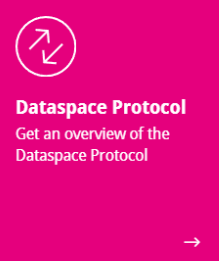 Dataspace Protocol
Get an overview of the
Dataspace Protocol
→